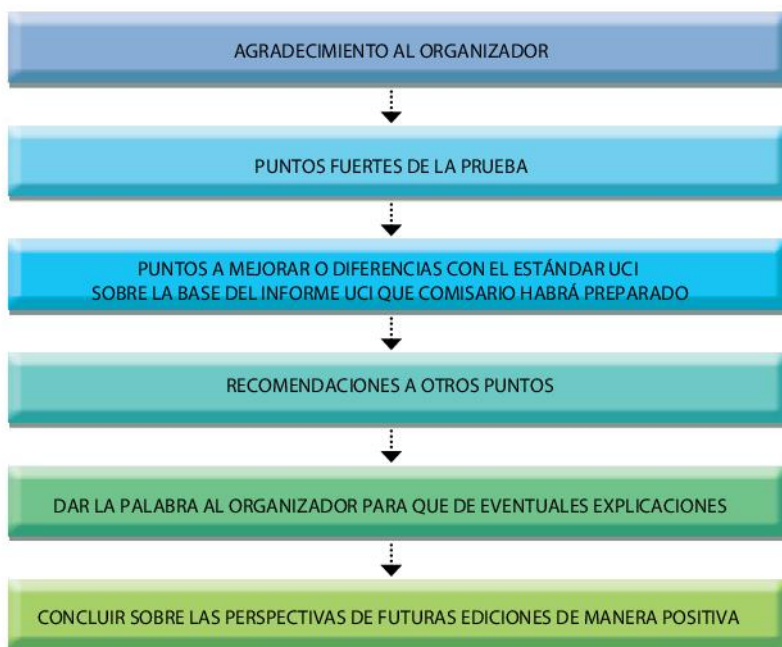 AGRADECIMIENTO AL ORGANIZADOR
PUNTOS FUERTES DE LA PRUEBA
PUNTOS A MEJORAR O DIFERENCIAS CON EL ESTÁNDAR UCI
SOBRE LA BASE DEL INFORME UCI QUE COMISARIO HABRÁ PREPARADO
RECOMENDACIONES A OTROS PUNTOS
DAR LA PALABRA AL ORGANIZADOR PARA QUE DE EVENTUALES EXPLICACIONES
CONCLUIR SOBRE LAS PERSPECTIVAS DE FUTURAS EDICIONES DE MANERA POSITIVA